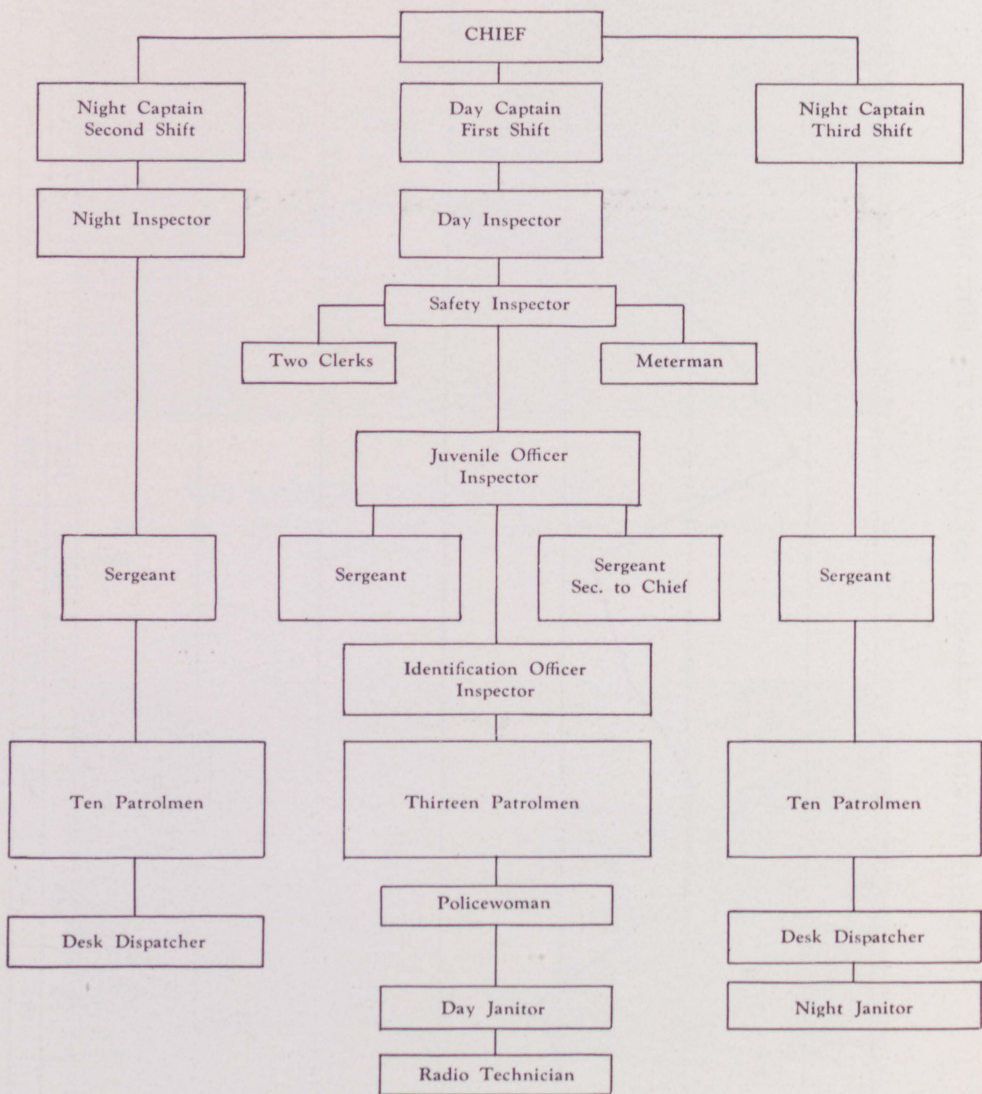 CHIEF
Night Captain
Second Shift
Day Captain
First Shift
Night Captain
Third Shift
Night Inspector
Day Inspector
Safety Inspector
Two Clerks
Meterman
Juvenile Officer
Inspector
Sergeant
Sergeant
Sergeant
Sec. to Chief
Sergeant
Identification Officer
Inspector
Ten Patrolmen
Thirteen Patrolmen
Ten Patrolmen
Policewoman
Desk Dispatcher
Desk Dispatcher
Day Janitor
Night Janitor
Radio Technician